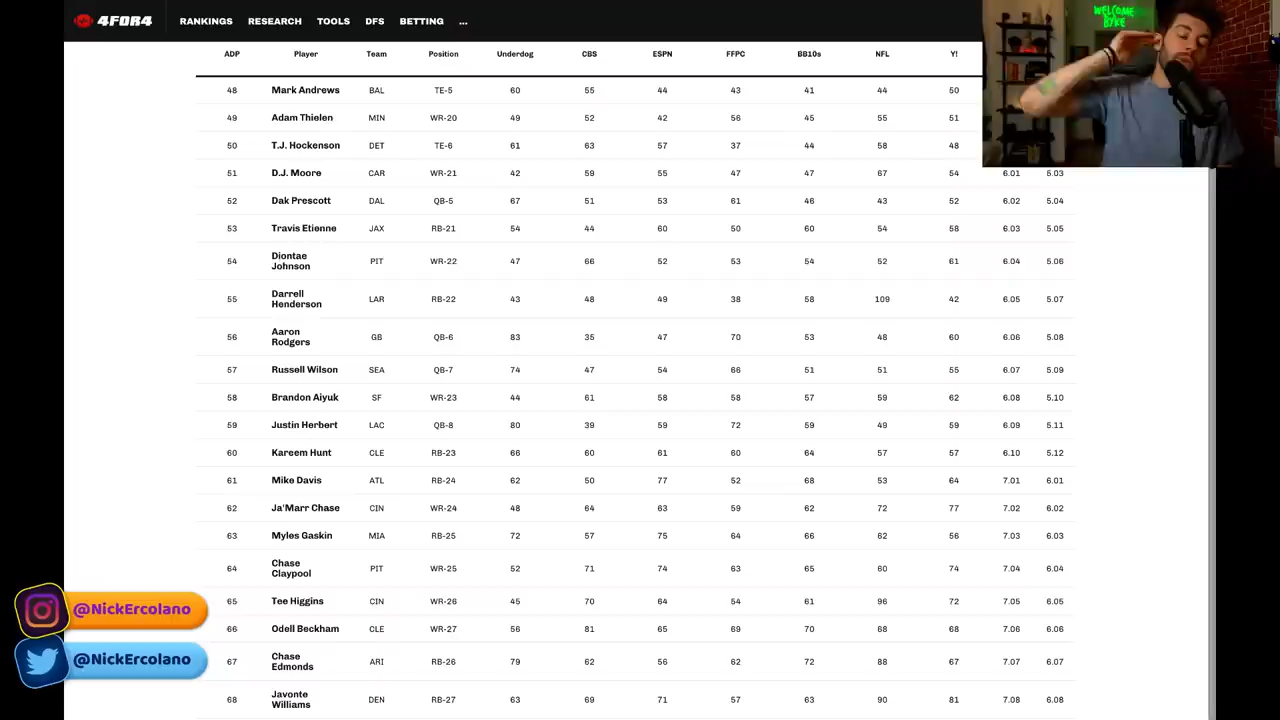 4FOR4 RANKINGS RESEARCH TOOLS DFS BETTING ...
WELCOME
BYKE
ADP Player Team Position Underdog CBS ESPN FFPC BB10s NFL Y!
48 Mark Andrews BAL TE-5 60 55 44 43 41 44 50
49 Adam Thielen MIN WR-20 49 52 42 56 45 55 51
50 T.J. Hockenson DET TE-6 61 63 57 37 44 58 48
51 D.J. Moore CAR WR-21 42 59 55 47 47 67 54 6.01 5.03
52 Dak Prescott DAL QB-5 67 51 53 61 46 43 52 6.02 5.04
53 Travis Etienne JAX RB-21 54 44 60 50 60 54 58 6.03 5.05
54 Diontae Johnson PIT WR-22 47 66 52 53 54 52 61 6.04 5.06
55 Darrell Henderson LAR RB-22 43 48 49 38 58 109 42 6.05 5.07
56 Aaron Rodgers GB QB-6 83 35 47 70 53 48 60 6.06 5.08
57 Russell Wilson SEA QB-7 74 47 54 66 51 51 55 6.07 5.09
58 Brandon Aiyuk SF WR-23 44 61 58 58 57 59 62 6.08 5.10
59 Justin Herbert LAC QB-8 80 39 59 72 59 49 59 6.09 5.11
60 Kareem Hunt CLE RB-23 66 60 61 60 64 57 57 6.10 5.12
61 Mike Davis ATL RB-24 62 50 77 52 68 53 64 7.01 6.01
62 Ja'Marr Chase CIN WR-24 48 64 63 59 62 72 77 7.02 6.02
63 Myles Gaskin MIA RB-25 72 57 75 64 66 62 56 7.03 6.03
64 Chase Claypool PIT WR-25 52 71 74 63 65 60 74 7.04 6.04
65 Tee Higgins CIN WR-26 45 70 64 54 61 96 72 7.05 6.05
66 Odell Beckham CLE WR-27 56 81 65 69 70 68 68 7.06 6.06
67 Chase Edmonds ARI RB-26 79 62 56 62 72 88 67 7.07 6.07
68 Javonte Williams DEN RB-27 63 69 71 57 63 90 81 7.08 6.08
@NickErcolano
@NickErcolano